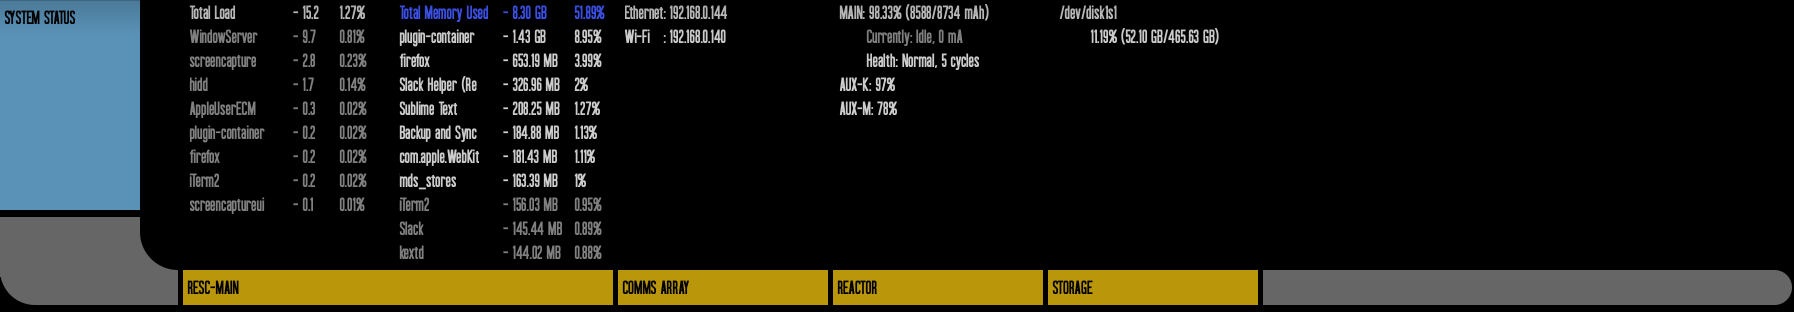 SYSTEM STATUS
Total Load - 15.2 1.27%
WindowServer - 9.7 0.81%
screencapture - 2.8 0.23%
hidd - 1.7 0.14%
AppleUserECM - 0.3 0.02%
plugin-container - 0.2 0.02%
firefox - 0.2 0.02%
iTerm2 - 0.2 0.02%
screencaptureui - 0.1 0.01%
Total Memory Used - 8.30 GB 51.89%
plugin-container - 1.43 GB 8.95%
firefox - 653.19 MB 3.99%
Slack Helper (Re - 326.96 MB 2%
Sublime Text - 208.25 MB 1.27%
Backup and Sync - 184.88 MB 1.13%
com.apple.WebKit - 181.43 MB 1.11%
mds_stores - 163.39 MB 1%
iTerm2 - 156.03 MB 0.95%
Slack - 145.44 MB 0.89%
kextd - 144.02 MB 0.88%
Ethernet: 192.168.0.144
Wi-Fi : 192.168.0.140
MAIN: 98.33% (8588/8734 mAh)
Currently: Idle, 0 mA
Health: Normal, 5 cycles
AUX-K: 97%
AUX-M: 78%
/dev/disk1s1
11.19% (52.10 GB/465.63 GB)
RESC-MAIN
COMMS ARRAY
REACTOR
STORAGE